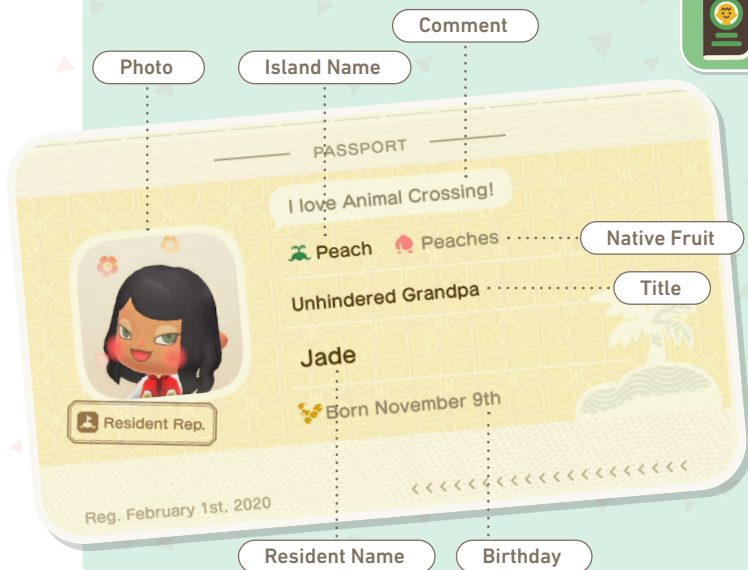 Comment
Photo
Island Name
PASSPORT
I love Animal Crossing!
Peach
Peaches
Native Fruit
Unhindered Grandpa
Title
Jade
Resident Rep.
Born November 9th
Reg. February 1st, 2020
<<<<<<<<<<<<<<<<<<<<
Resident Name
Birthday